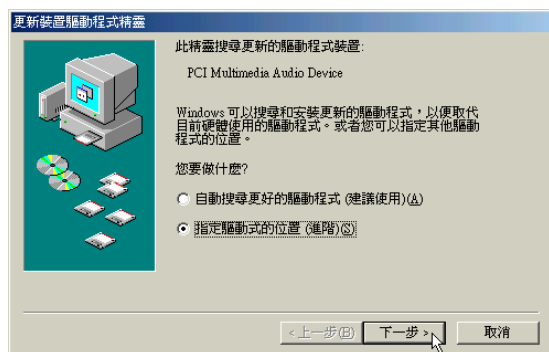 更新裝置驅動程式精靈
此精靈搜尋更新的驅動程式裝置:
PCI Multimedia Audio Device
Windows 可以搜尋和安裝更新的驅動程式，以便取代
目前硬體使用的驅動程式。或者您可以指定其他驅動
程式的位置。
您要做什麼?
自動搜尋更好的驅動程式 (建議使用)(A)
指定驅動式的位置 (進階)(S)
< 上一步(B)
下一步 >
取消